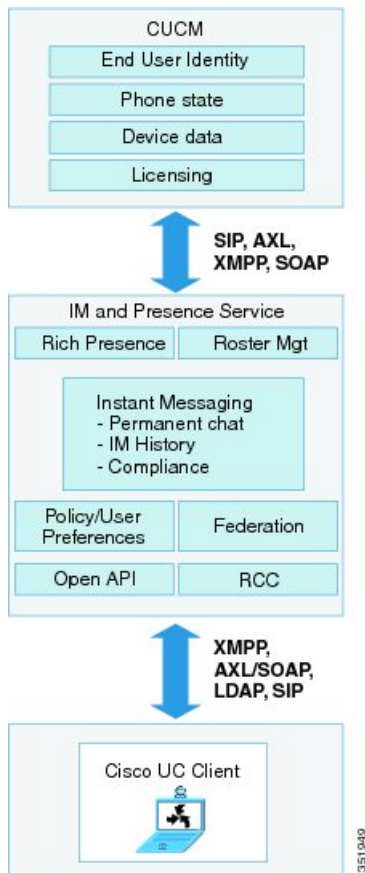 CUCM
End User Identity
Phone state
Device data
Licensing
SIP, AXL,
XMPP, SOAP
IM and Presence Service
Rich Presence
Roster Mgt
Instant Messaging
- Permanent chat
- IM History
- Compliance
Policy/User
Preferences
Federation
Open API
RCC
XMPP,
AXL/SOAP,
LDAP, SIP
Cisco UC Client
351949